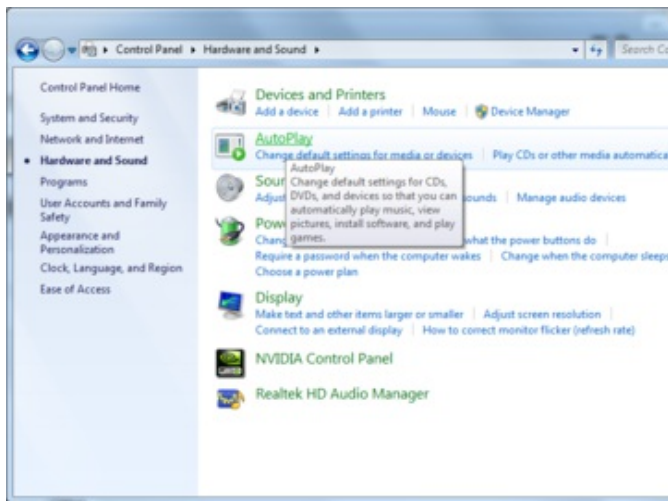 Control Panel ▸ Hardware and Sound ▸
Search Co
Control Panel Home
System and Security
Network and Internet
Hardware and Sound
Programs
User Accounts and Family
Safety
Appearance and
Personalization
Clock, Language, and Region
Ease of Access
Devices and Printers
Add a device Add a printer Mouse Device Manager
AutoPlay
Change default settings for media or devices Play CDs or other media automatica
AutoPlay
Change default settings for CDs,
DVDs, and devices so that you can
automatically play music, view
pictures, install software, and play
games.
Soun
Adjus ounds Manage audio devices
Pow
Chang what the power buttons do
Require a password when the computer wakes Change when the computer sleeps
Choose a power plan
Display
Make text and other items larger or smaller Adjust screen resolution
Connect to an external display How to correct monitor flicker (refresh rate)
NVIDIA Control Panel
Realtek HD Audio Manager